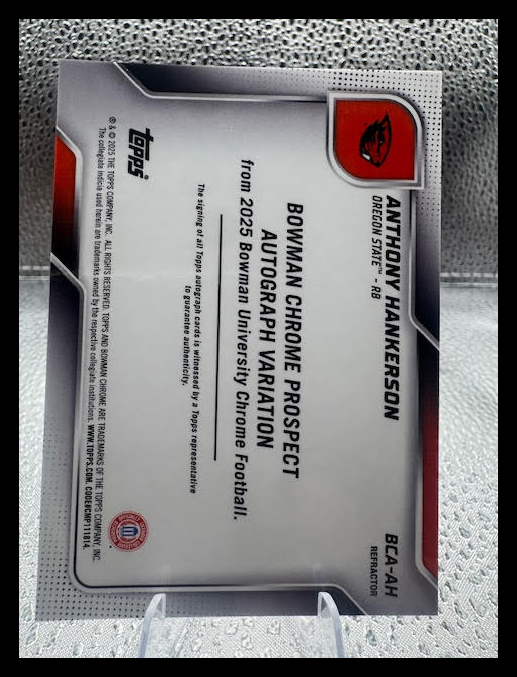 ANTHONY HANKERSON
OREGON STATE™ - RB
BCA-AH
REFRACTOR
BOWMAN CHROME PROSPECT
AUTOGRAPH VARIATION
from 2025 Bowman University Chrome Football.
The signing of all Topps autograph cards is witnessed by a Topps representative
to guarantee authenticity.
topps®
® & © 2025 THE TOPPS COMPANY, INC. ALL RIGHTS RESERVED. TOPPS AND BOWMAN CHROME ARE TRADEMARKS OF THE TOPPS COMPANY, INC.
The collegiate indicia used herein are trademarks owned by the respective collegiate institutions. WWW.TOPPS.COM. CODE#CMP111814.